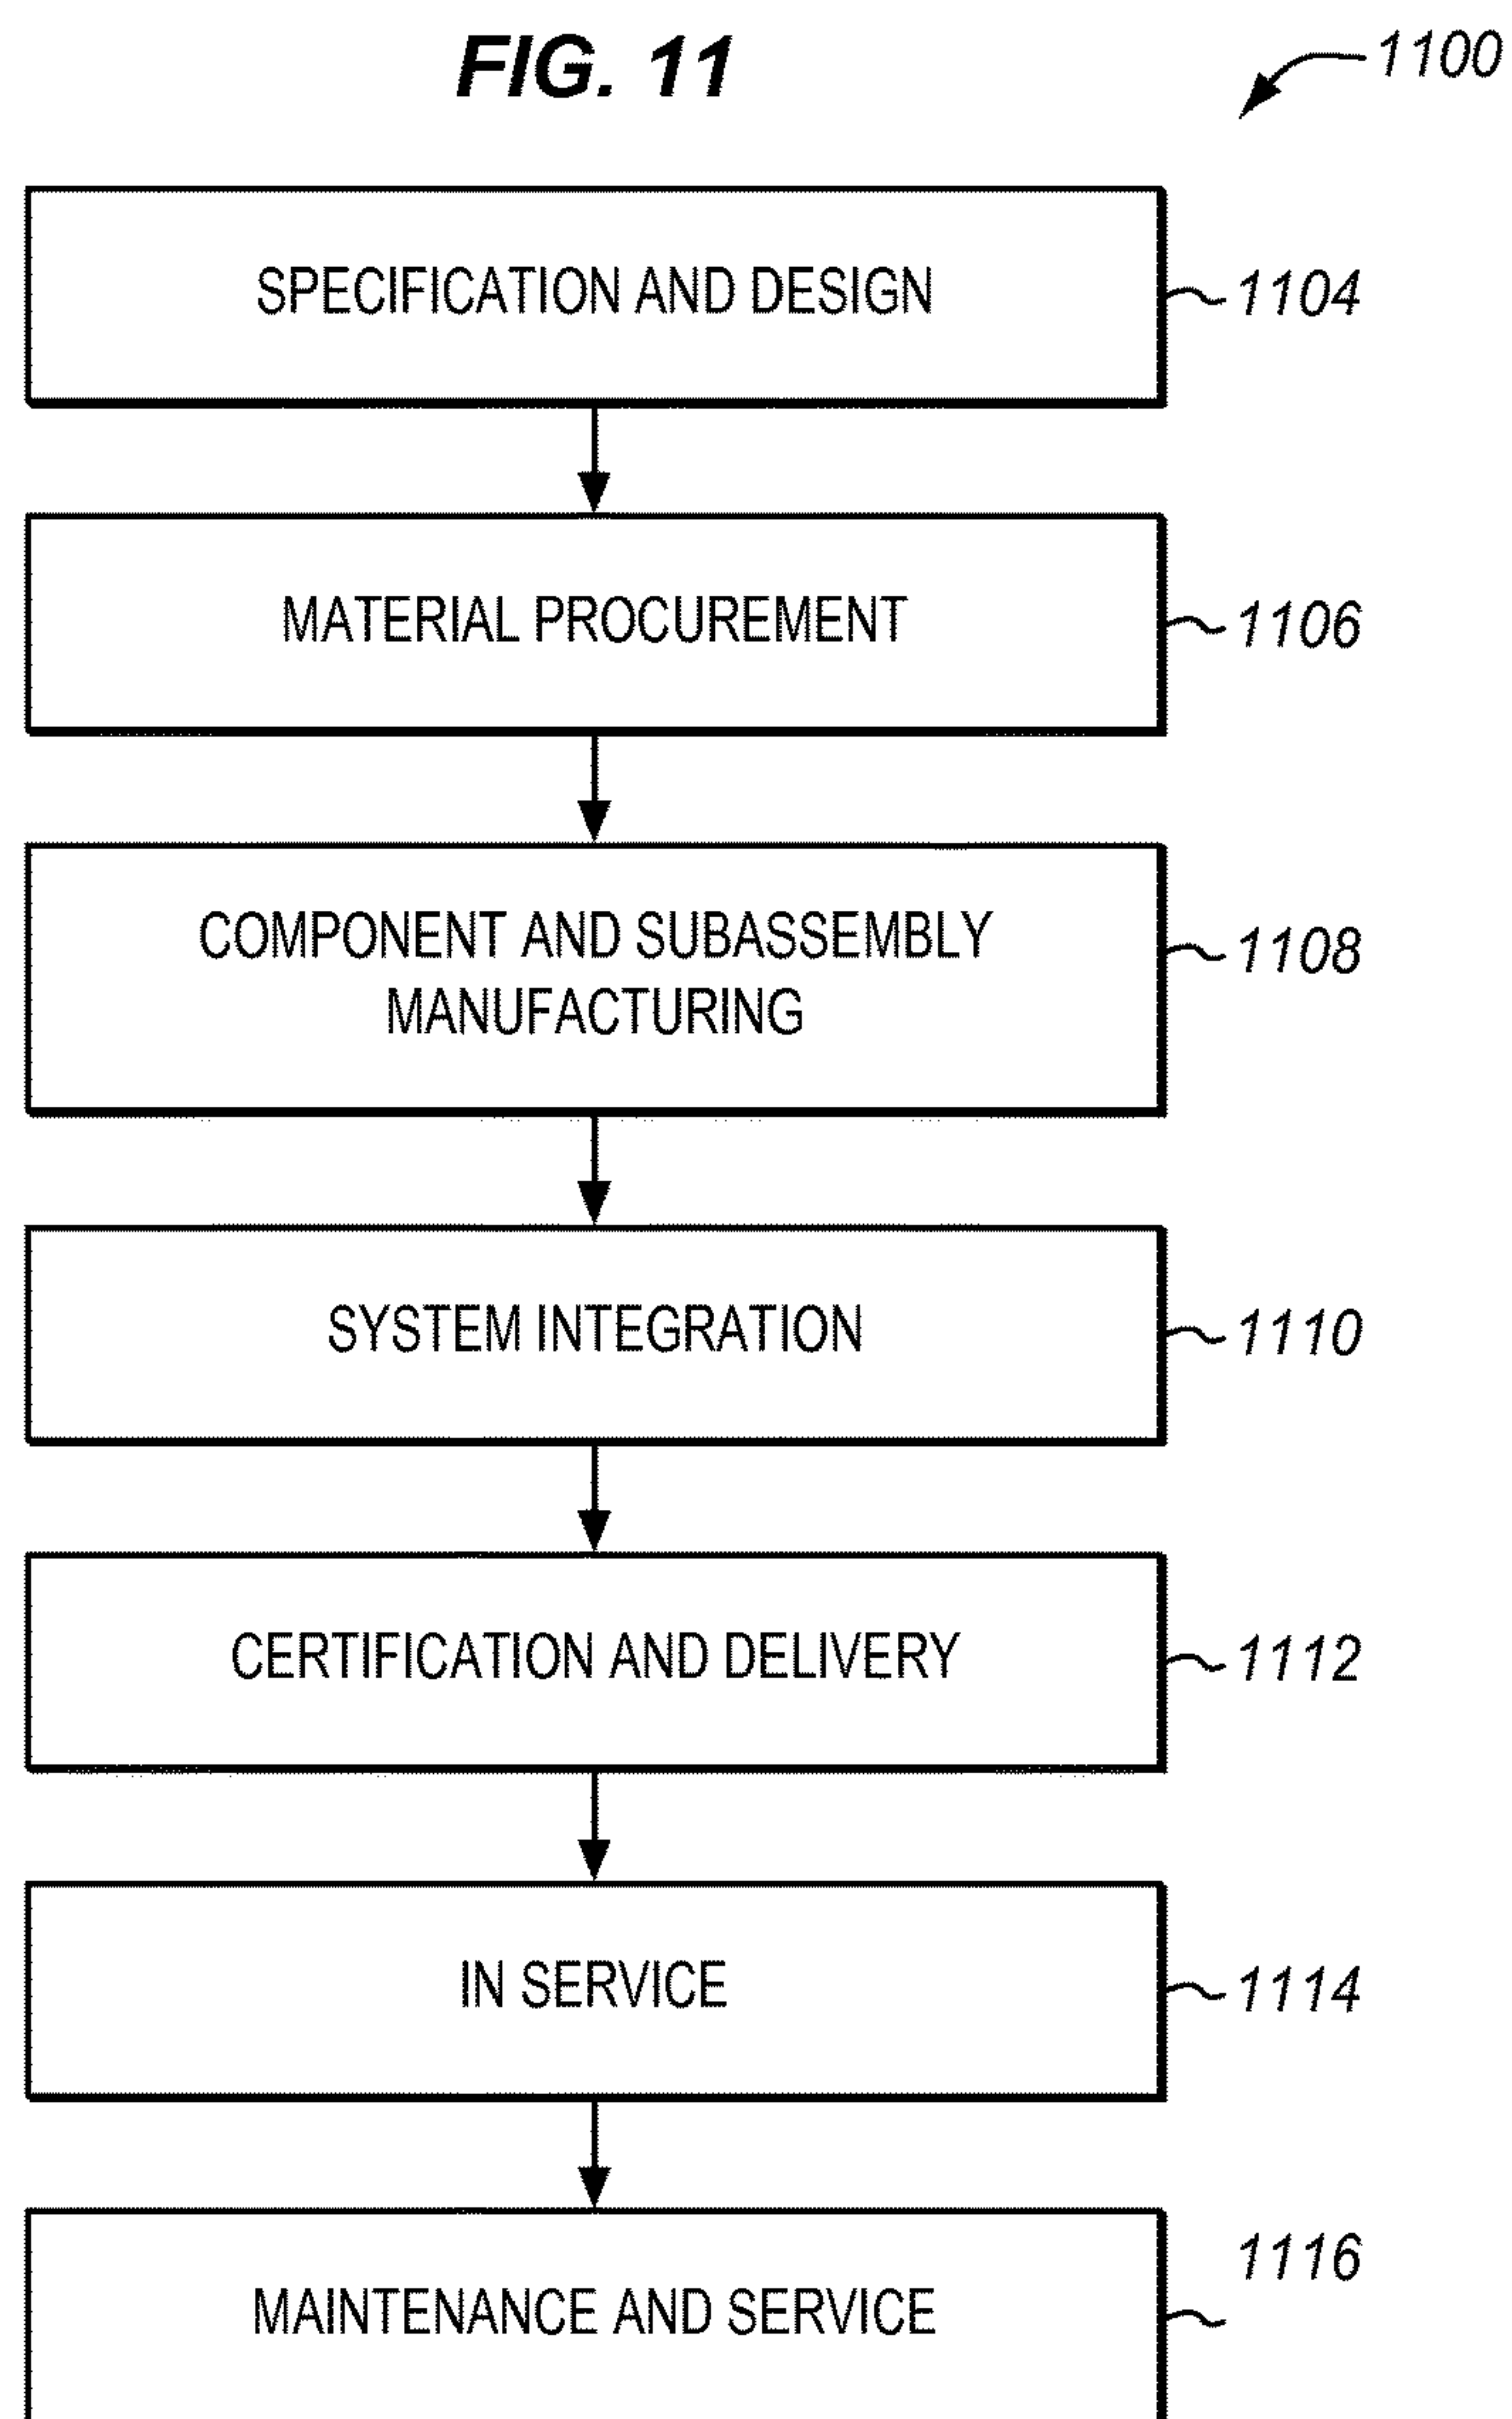 FIG. 11
1100
SPECIFICATION AND DESIGN
1104
MATERIAL PROCUREMENT
1106
COMPONENT AND SUBASSEMBLY
MANUFACTURING
1108
SYSTEM INTEGRATION
1110
CERTIFICATION AND DELIVERY
1112
IN SERVICE
1114
MAINTENANCE AND SERVICE
1116